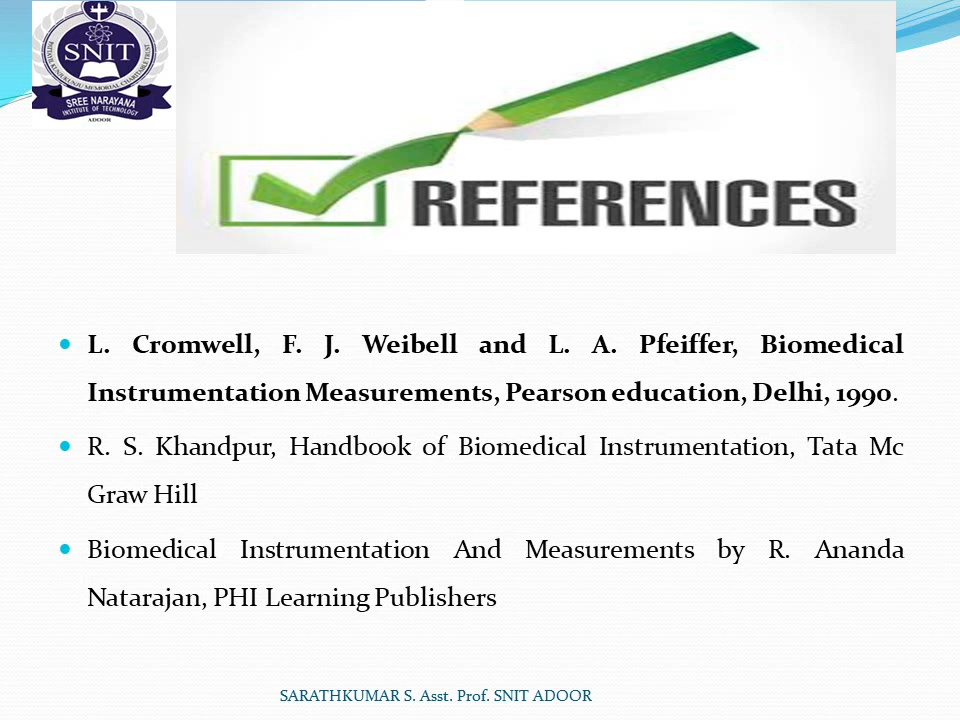 SNIT
SREE NARAYANA
INSTITUTE OF TECHNOLOGY
ADOOR
REFERENCES
L. Cromwell, F. J. Weibell and L. A. Pfeiffer, Biomedical
Instrumentation Measurements, Pearson education, Delhi, 1990.
R. S. Khandpur, Handbook of Biomedical Instrumentation, Tata Mc
Graw Hill
Biomedical Instrumentation And Measurements by R. Ananda
Natarajan, PHI Learning Publishers
SARATHKUMAR S. Asst. Prof. SNIT ADOOR